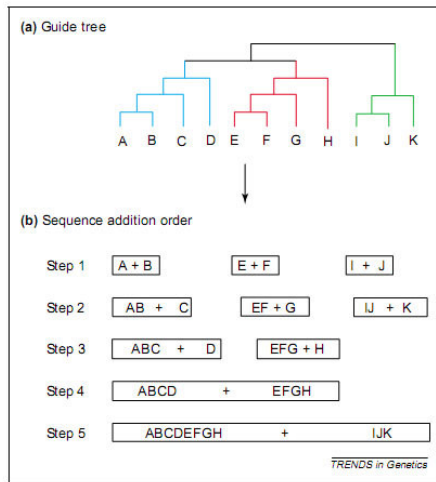 (a) Guide tree
A B C D E F G H I J K
(b) Sequence addition order
Step 1 A + B E + F I + J
Step 2 AB + C EF + G IJ + K
Step 3 ABC + D EFG + H
Step 4 ABCD + EFGH
Step 5 ABCDEFGH + IJK
TRENDS in Genetics